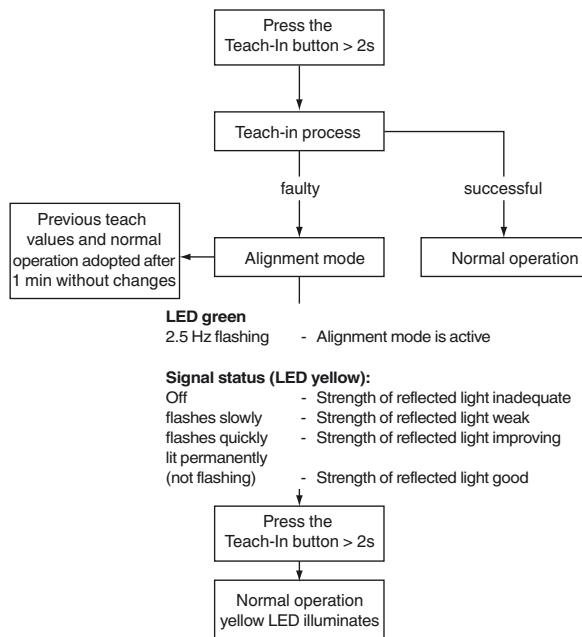 Press the
Teach-In button > 2s
Teach-in process
faulty
successful
Previous teach
values and normal
operation adopted after
1 min without changes
Alignment mode
Normal operation
LED green
2.5 Hz flashing - Alignment mode is active
Signal status (LED yellow):
Off - Strength of reflected light inadequate
flashes slowly - Strength of reflected light weak
flashes quickly - Strength of reflected light improving
lit permanently
(not flashing) - Strength of reflected light good
Press the
Teach-In button > 2s
Normal operation
yellow LED illuminates